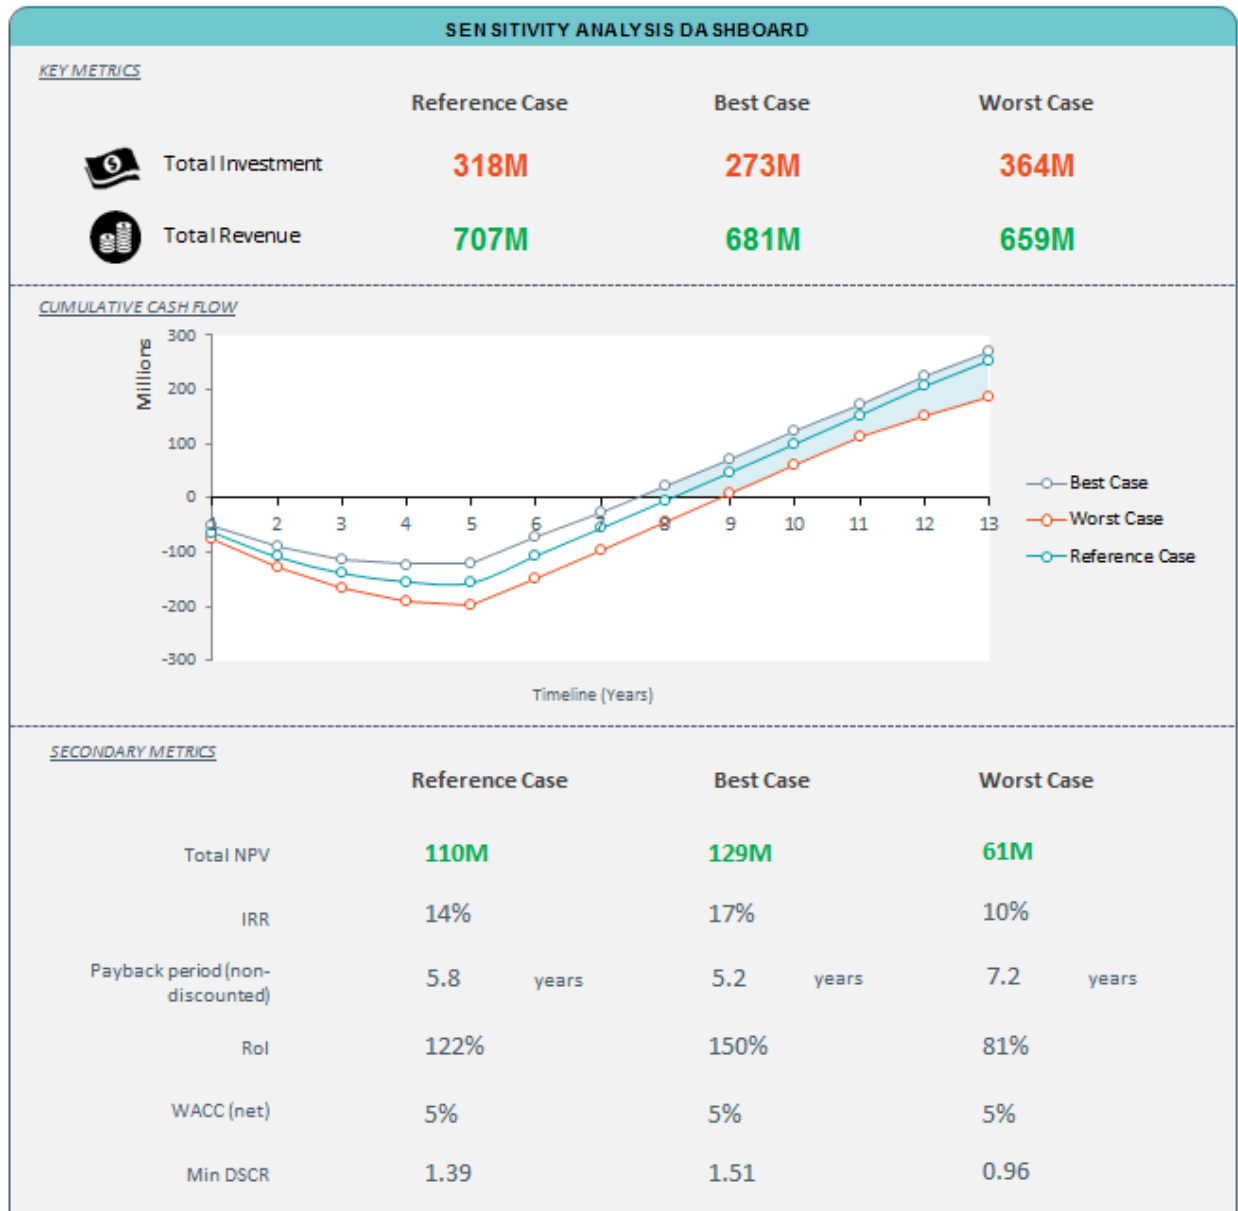 SENSITIVITY ANALYSIS DASHBOARD
KEY METRICS
Reference Case Best Case Worst Case
Total Investment 318M 273M 364M
Total Revenue 707M 681M 659M
CUMULATIVE CASH FLOW
Millions
300
200
100
0
-100
-200
-300
1 2 3 4 5 6 7 8 9 10 11 12 13
Timeline (Years)
Best Case
Worst Case
Reference Case
SECONDARY METRICS
Reference Case Best Case Worst Case
Total NPV 110M 129M 61M
IRR 14% 17% 10%
Payback period (non-
discounted) 5.8 years 5.2 years 7.2 years
RoI 122% 150% 81%
WACC (net) 5% 5% 5%
Min DSCR 1.39 1.51 0.96